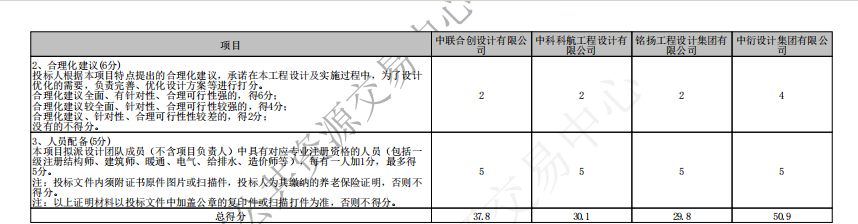 项目
中联合创设计有限公
司
中科科航工程设计有
限公司
铭扬工程设计集团有
限公司
中衍设计集团有限公
司
2、合理化建议(6分)
投标人根据本项目特点提出的合理化建议，承诺在本工程设计及实施过程中，为了设计
优化的需要，负责完善、优化设计方案等进行打分。
合理化建议全面、有针对性、合理可行性强的，得6分；
合理化建议较全面、针对性、合理可行性较强的，得4分；
合理化建议、针对性、合理可行性性较差的，得2分；
没有的不得分。
2
2
2
4
3、人员配备(5分)
本项目拟派设计团队成员（不含项目负责人）中具有对应专业注册资格的人员（包括一
级注册结构师、建筑师、暖通、电气、给排水、造价师等），每有一人加1分，最多得
5分。
注：投标文件内须附证书原件图片或扫描件，投标人为其缴纳的养老保险证明，否则不
得分。
注：以上证明材料以投标文件中加盖公章的复印件或扫描打件为准，否则不得分。
5
5
5
5
总得分
37.8
30.1
29.8
50.9
公共资源交易中心
交易中心